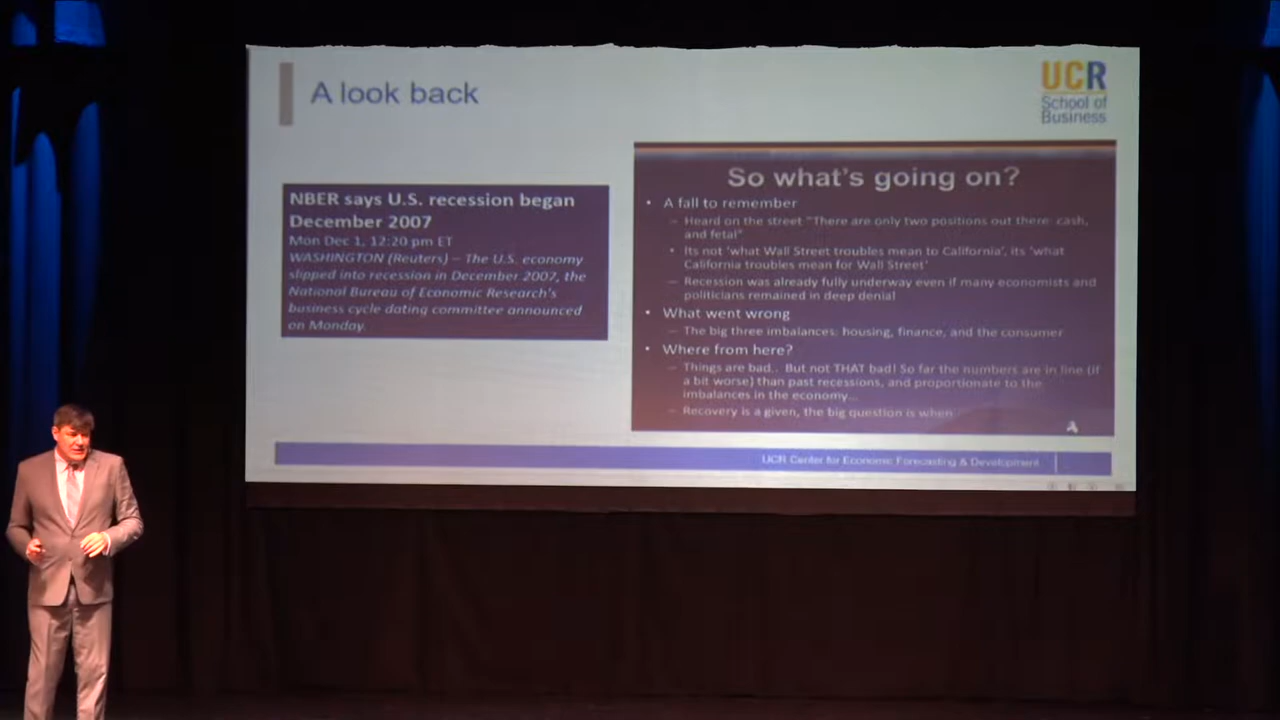 A look back
UCR
School of
Business
NBER says U.S. recession began
December 2007
Mon Dec 1, 12:20 pm ET
WASHINGTON (Reuters) – The U.S. economy
slipped into recession in December 2007, the
National Bureau of Economic Research's
business cycle dating committee announced
on Monday.
So what's going on?
• A fall to remember
– Heard on the street "There are only two positions out there: cash,
and fetal"
• Its not 'what Wall Street troubles mean to California', its 'what
California troubles mean for Wall Street'
– Recession was already fully underway even if many economists and
politicians remained in deep denial
• What went wrong
– The big three imbalances: housing, finance, and the consumer
• Where from here?
– Things are bad.. But not THAT bad! So far the numbers are in line (if
a bit worse) than past recessions, and proportionate to the
imbalances in the economy...
– Recovery is a given, the big question is when
UCR Center for Economic Forecasting & Development